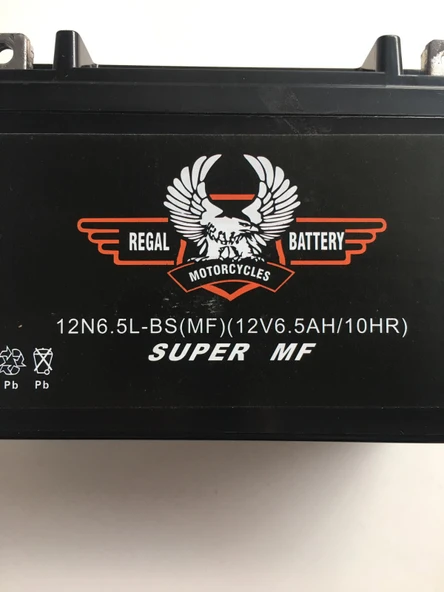 REGAL BATTERY
MOTORCYCLES
12N6.5L-BS(MF)(12V6.5AH/10HR)
SUPER MF
Pb Pb